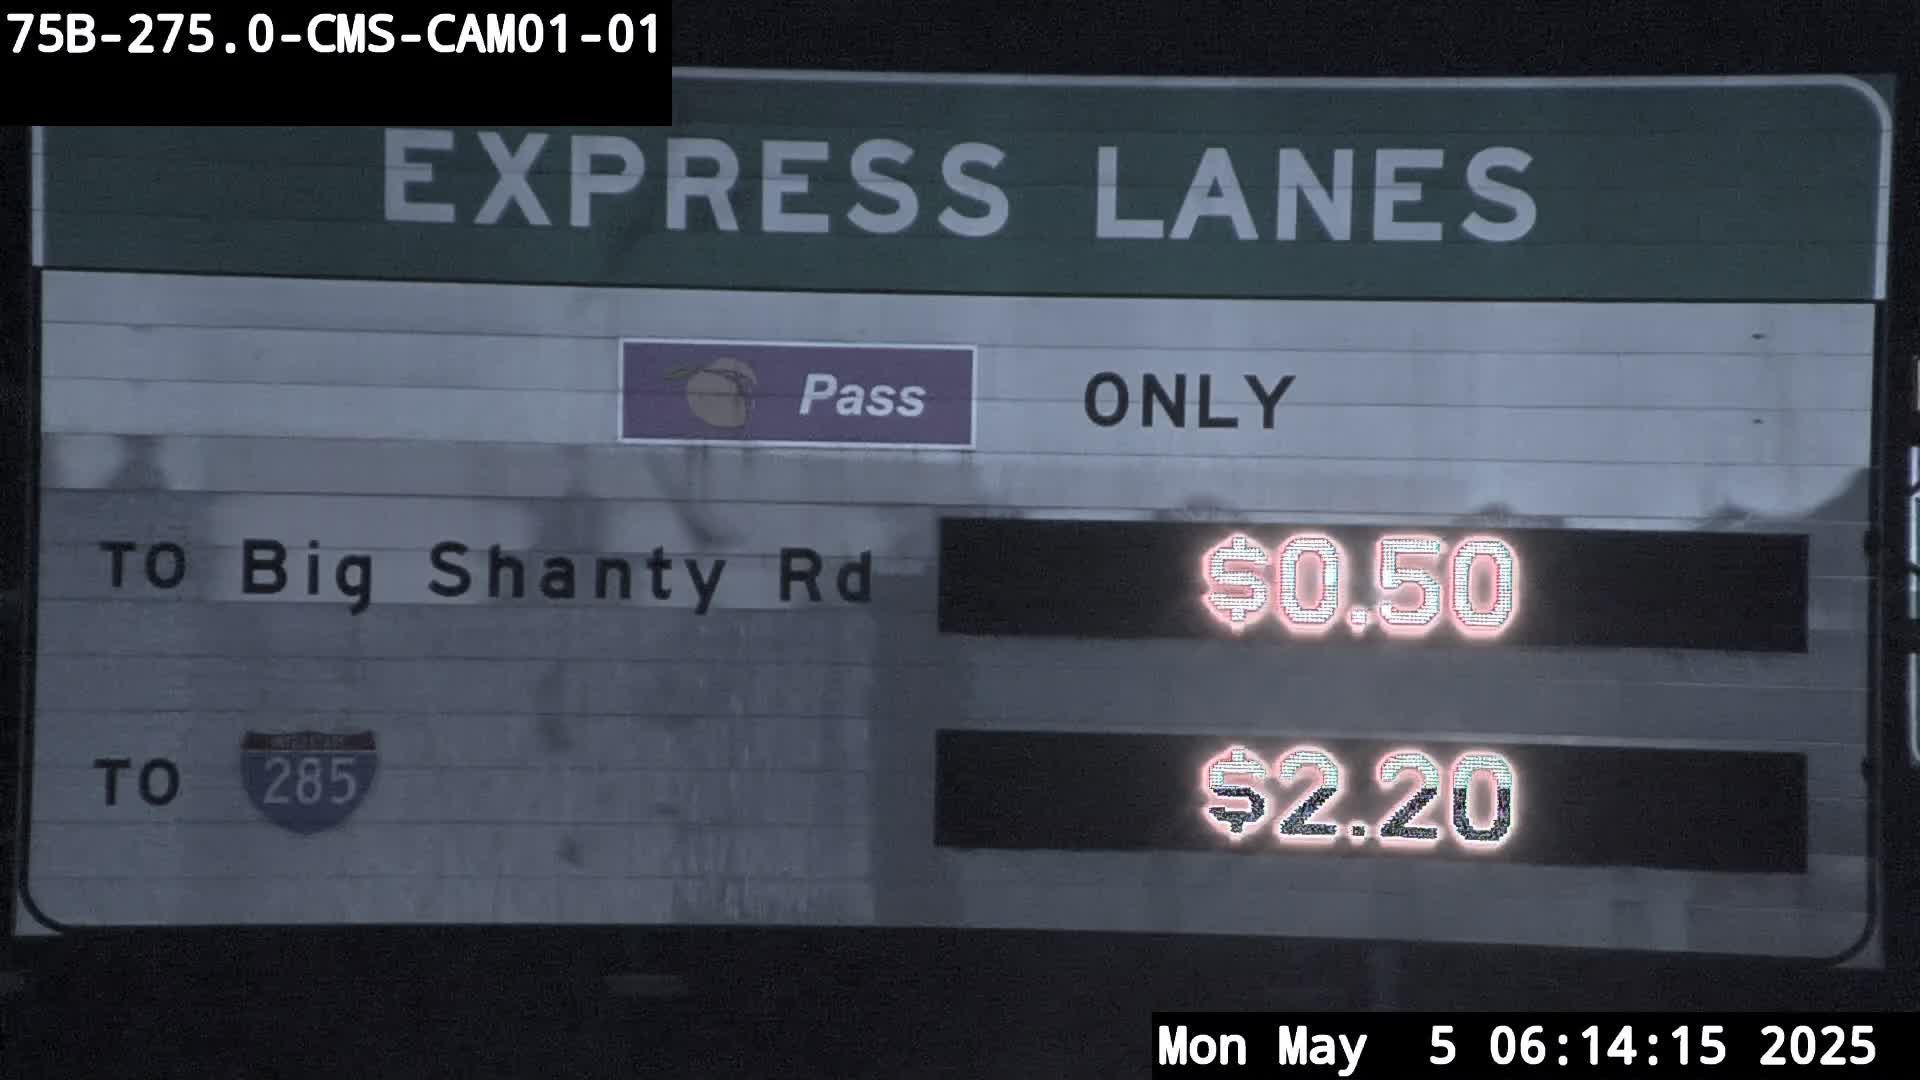 75B-275.0-CMS-CAM01-01
EXPRESS LANES
Pass ONLY
TO Big Shanty Rd $0.50
TO 285 $2.20
Mon May 5 06:14:15 2025